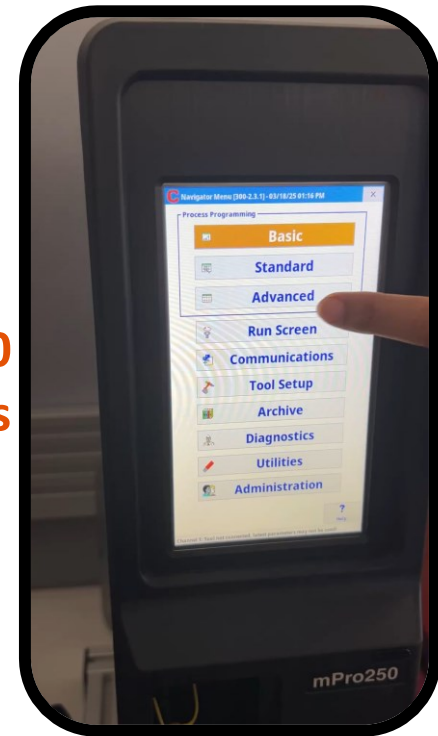 Navigator Menu [300-2.3.1] - 03/18/25 01:16 PM
Process Programming
Basic
Standard
Advanced
Run Screen
Communications
Tool Setup
Archive
Diagnostics
Utilities
Administration
?
Help
mPro250
0
s